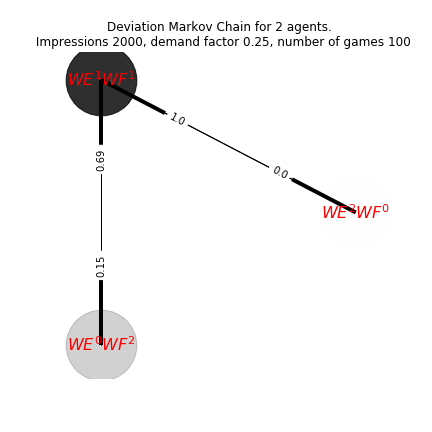 Deviation Markov Chain for 2 agents.
Impressions 2000, demand factor 0.25, number of games 100
WE¹WF¹
1.0
0.69
0.0
WE²WF⁰
0.15
WE⁰WF²